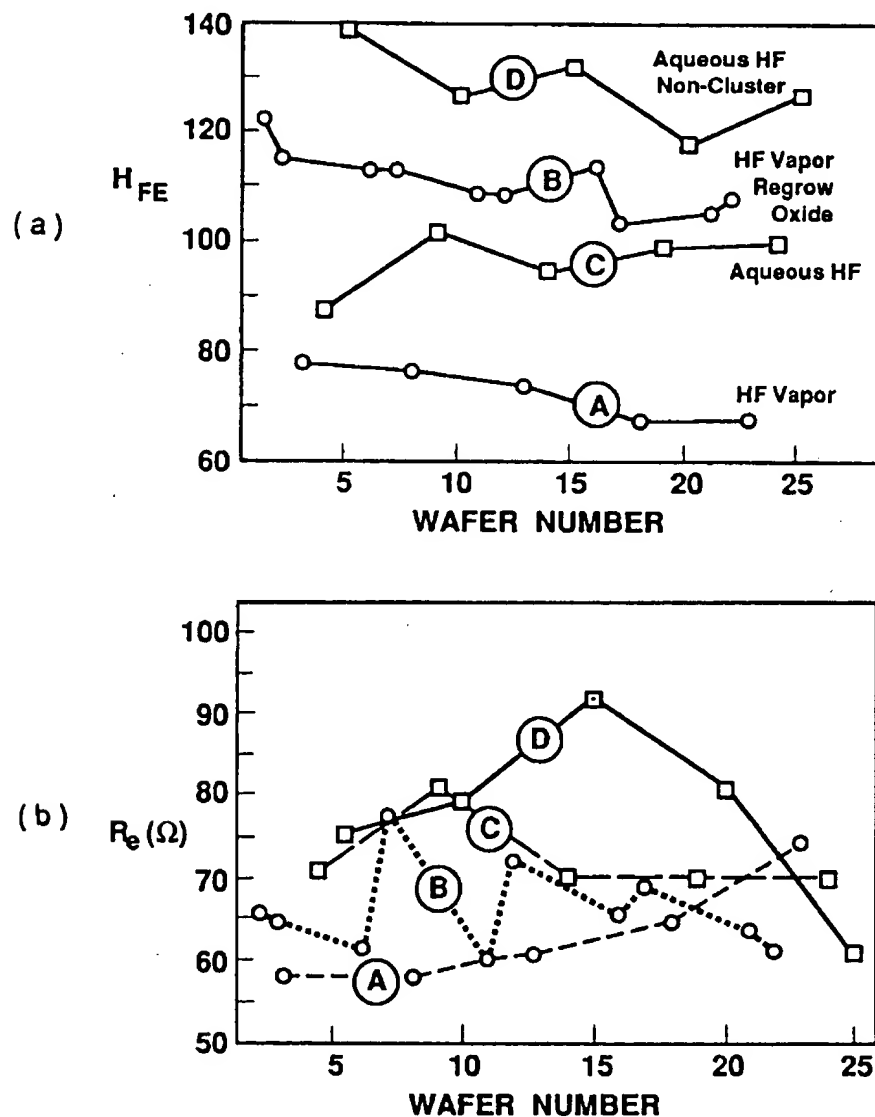 (a)
H_FE
140
120
100
80
60
D
B
C
A
Aqueous HF
Non-Cluster
HF Vapor
Regrow
Oxide
Aqueous HF
HF Vapor
5 10 15 20 25
WAFER NUMBER
(b)
R_e(Ω)
100
90
80
70
60
50
D
C
B
A
5 10 15 20 25
WAFER NUMBER